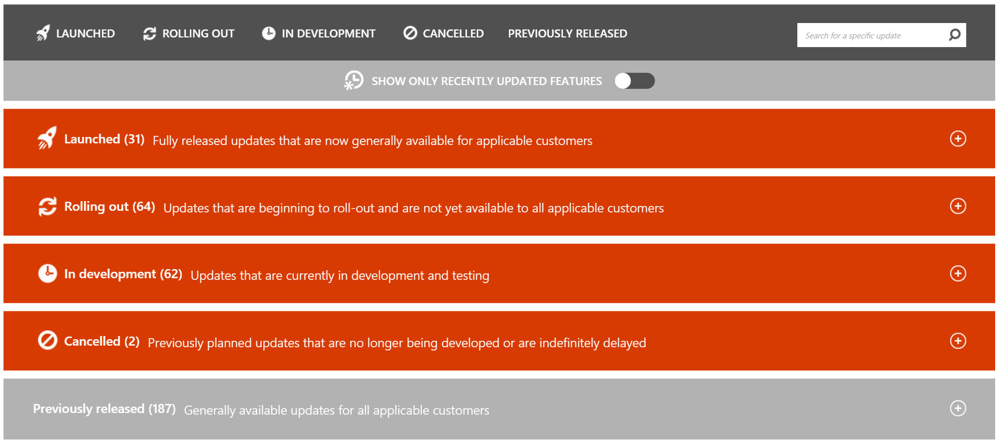 LAUNCHED ROLLING OUT IN DEVELOPMENT CANCELLED PREVIOUSLY RELEASED Search for a specific update
SHOW ONLY RECENTLY UPDATED FEATURES
Launched (31) Fully released updates that are now generally available for applicable customers
Rolling out (64) Updates that are beginning to roll-out and are not yet available to all applicable customers
In development (62) Updates that are currently in development and testing
Cancelled (2) Previously planned updates that are no longer being developed or are indefinitely delayed
Previously released (187) Generally available updates for all applicable customers